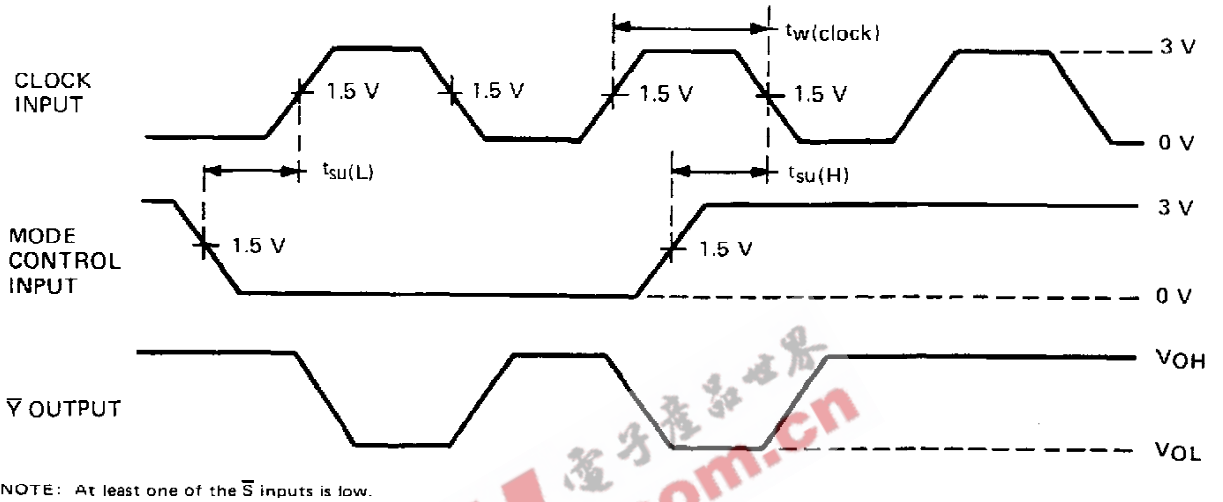 tw(clock)
3 V
CLOCK
INPUT
1.5 V
1.5 V
1.5 V
1.5 V
0 V
tsu(L)
tsu(H)
3 V
MODE
CONTROL
INPUT
1.5 V
1.5 V
0 V
VOH
Y̅ OUTPUT
VOL
電子產品世界
om.cn
NOTE: At least one of the S̅ inputs is low.